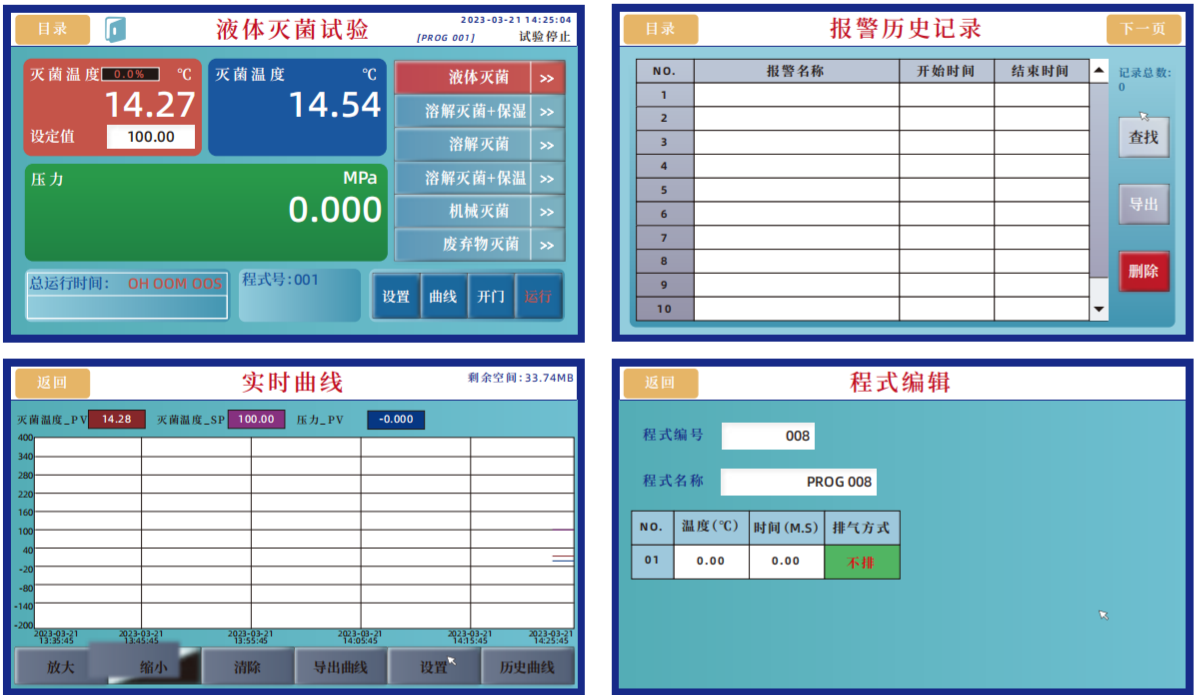 目录
液体灭菌试验
2023-03-21 14:25:04
[PROG 001]
试验停止
灭菌温度 0.0% ℃
14.27
设定值 100.00
灭菌温度 ℃
14.54
压力 MPa
0.000
液体灭菌 >>
溶解灭菌+保湿 >>
溶解灭菌 >>
溶解灭菌+保温 >>
机械灭菌 >>
废弃物灭菌 >>
总运行时间: 0H 00M 00S
程式号:001
设置 曲线 开门 运行
目录
报警历史记录
下一页
NO. 报警名称 开始时间 结束时间
1
2
3
4
5
6
7
8
9
10
记录总数:
0
查找
导出
删除
返回
实时曲线
剩余空间:33.74MB
灭菌温度_PV 14.28 灭菌温度_SP 100.00 压力_PV -0.000
400
340
280
220
160
100
40
-20
-80
-140
-200
2023-03-21 2023-03-21 2023-03-21 2023-03-21 2023-03-21 2023-03-21
13:35:45 13:45:45 13:55:45 14:05:45 14:15:45 14:25:45
放大 缩小 清除 导出曲线 设置 历史曲线
返回
程式编辑
程式编号 008
程式名称 PROG 008
NO. 温度(℃) 时间(M.S) 排气方式
01 0.00 0.00 不排